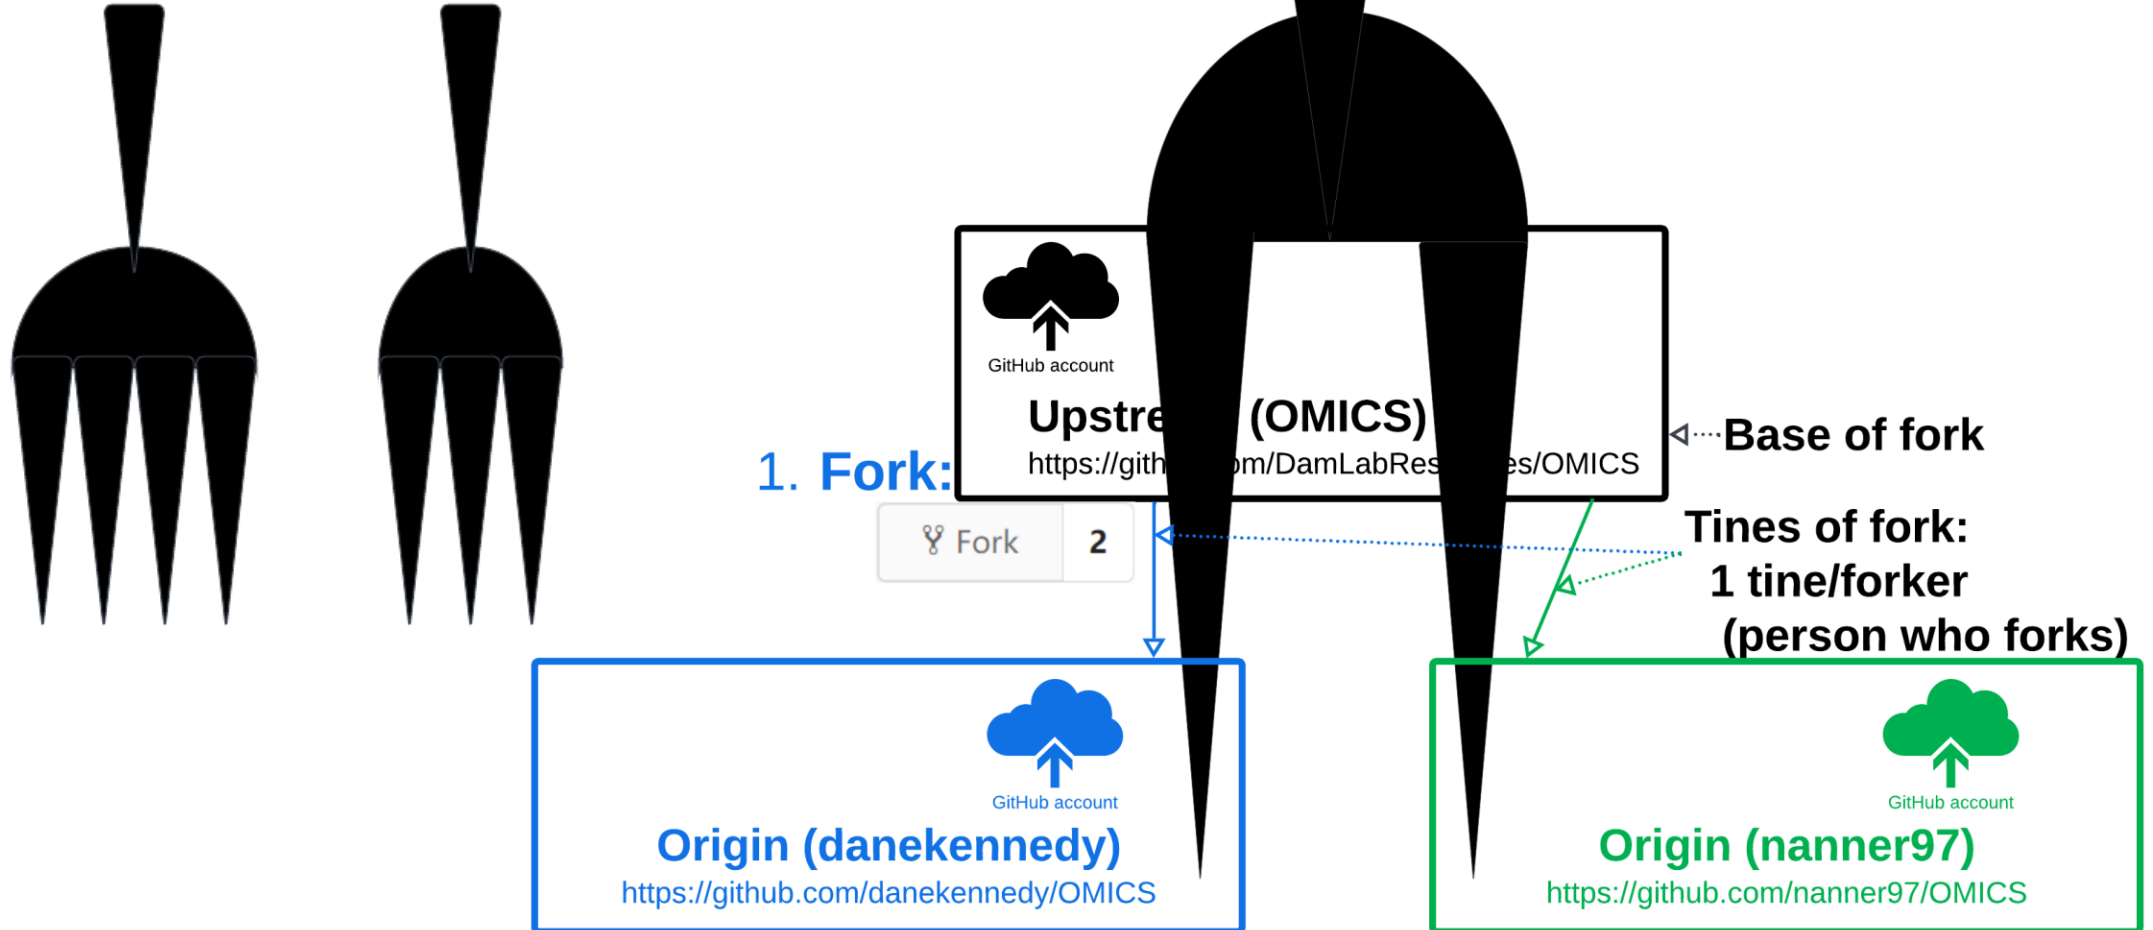 GitHub account
Upstre (OMICS)
https://gith om/DamLabRes es/OMICS
Base of fork
1. Fork:
Fork 2
Tines of fork:
1 tine/forker
(person who forks)
GitHub account
Origin (danekennedy)
https://github.com/danekennedy/OMICS
GitHub account
Origin (nanner97)
https://github.com/nanner97/OMICS